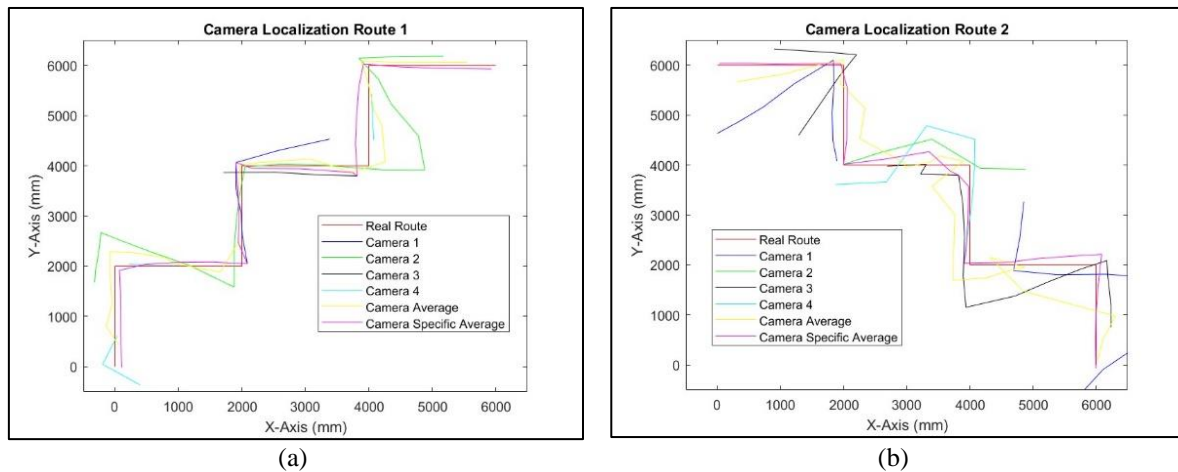 Camera Localization Route 1
6000
5000
4000
3000
2000
1000
0
Y-Axis (mm)
Real Route
Camera 1
Camera 2
Camera 3
Camera 4
Camera Average
Camera Specific Average
0 1000 2000 3000 4000 5000 6000
X-Axis (mm)
(a)
Camera Localization Route 2
6000
5000
4000
3000
2000
1000
0
Y-Axis (mm)
Real Route
Camera 1
Camera 2
Camera 3
Camera 4
Camera Average
Camera Specific Average
0 1000 2000 3000 4000 5000 6000
X-Axis (mm)
(b)